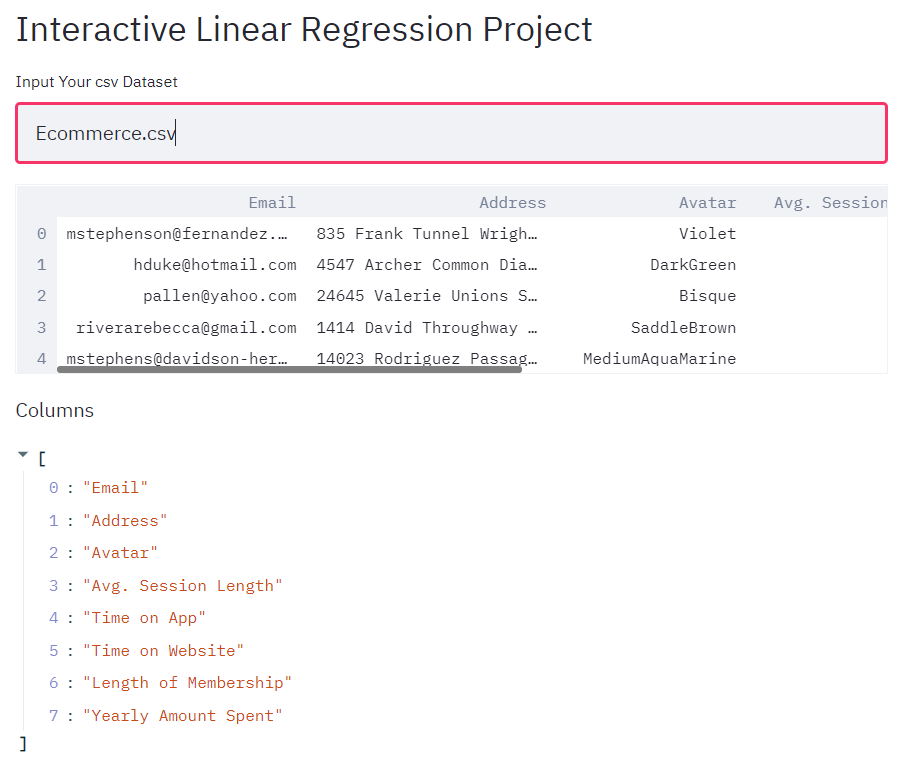 Interactive Linear Regression Project
Input Your csv Dataset
Ecommerce.csv
Email Address Avatar Avg. Session
0 mstephenson@fernandez.… 835 Frank Tunnel Wrigh… Violet
1 hduke@hotmail.com 4547 Archer Common Dia… DarkGreen
2 pallen@yahoo.com 24645 Valerie Unions S… Bisque
3 riverarebecca@gmail.com 1414 David Throughway … SaddleBrown
4 mstephens@davidson-her… 14023 Rodriguez Passag… MediumAquaMarine
Columns
[
0 : "Email"
1 : "Address"
2 : "Avatar"
3 : "Avg. Session Length"
4 : "Time on App"
5 : "Time on Website"
6 : "Length of Membership"
7 : "Yearly Amount Spent"
]